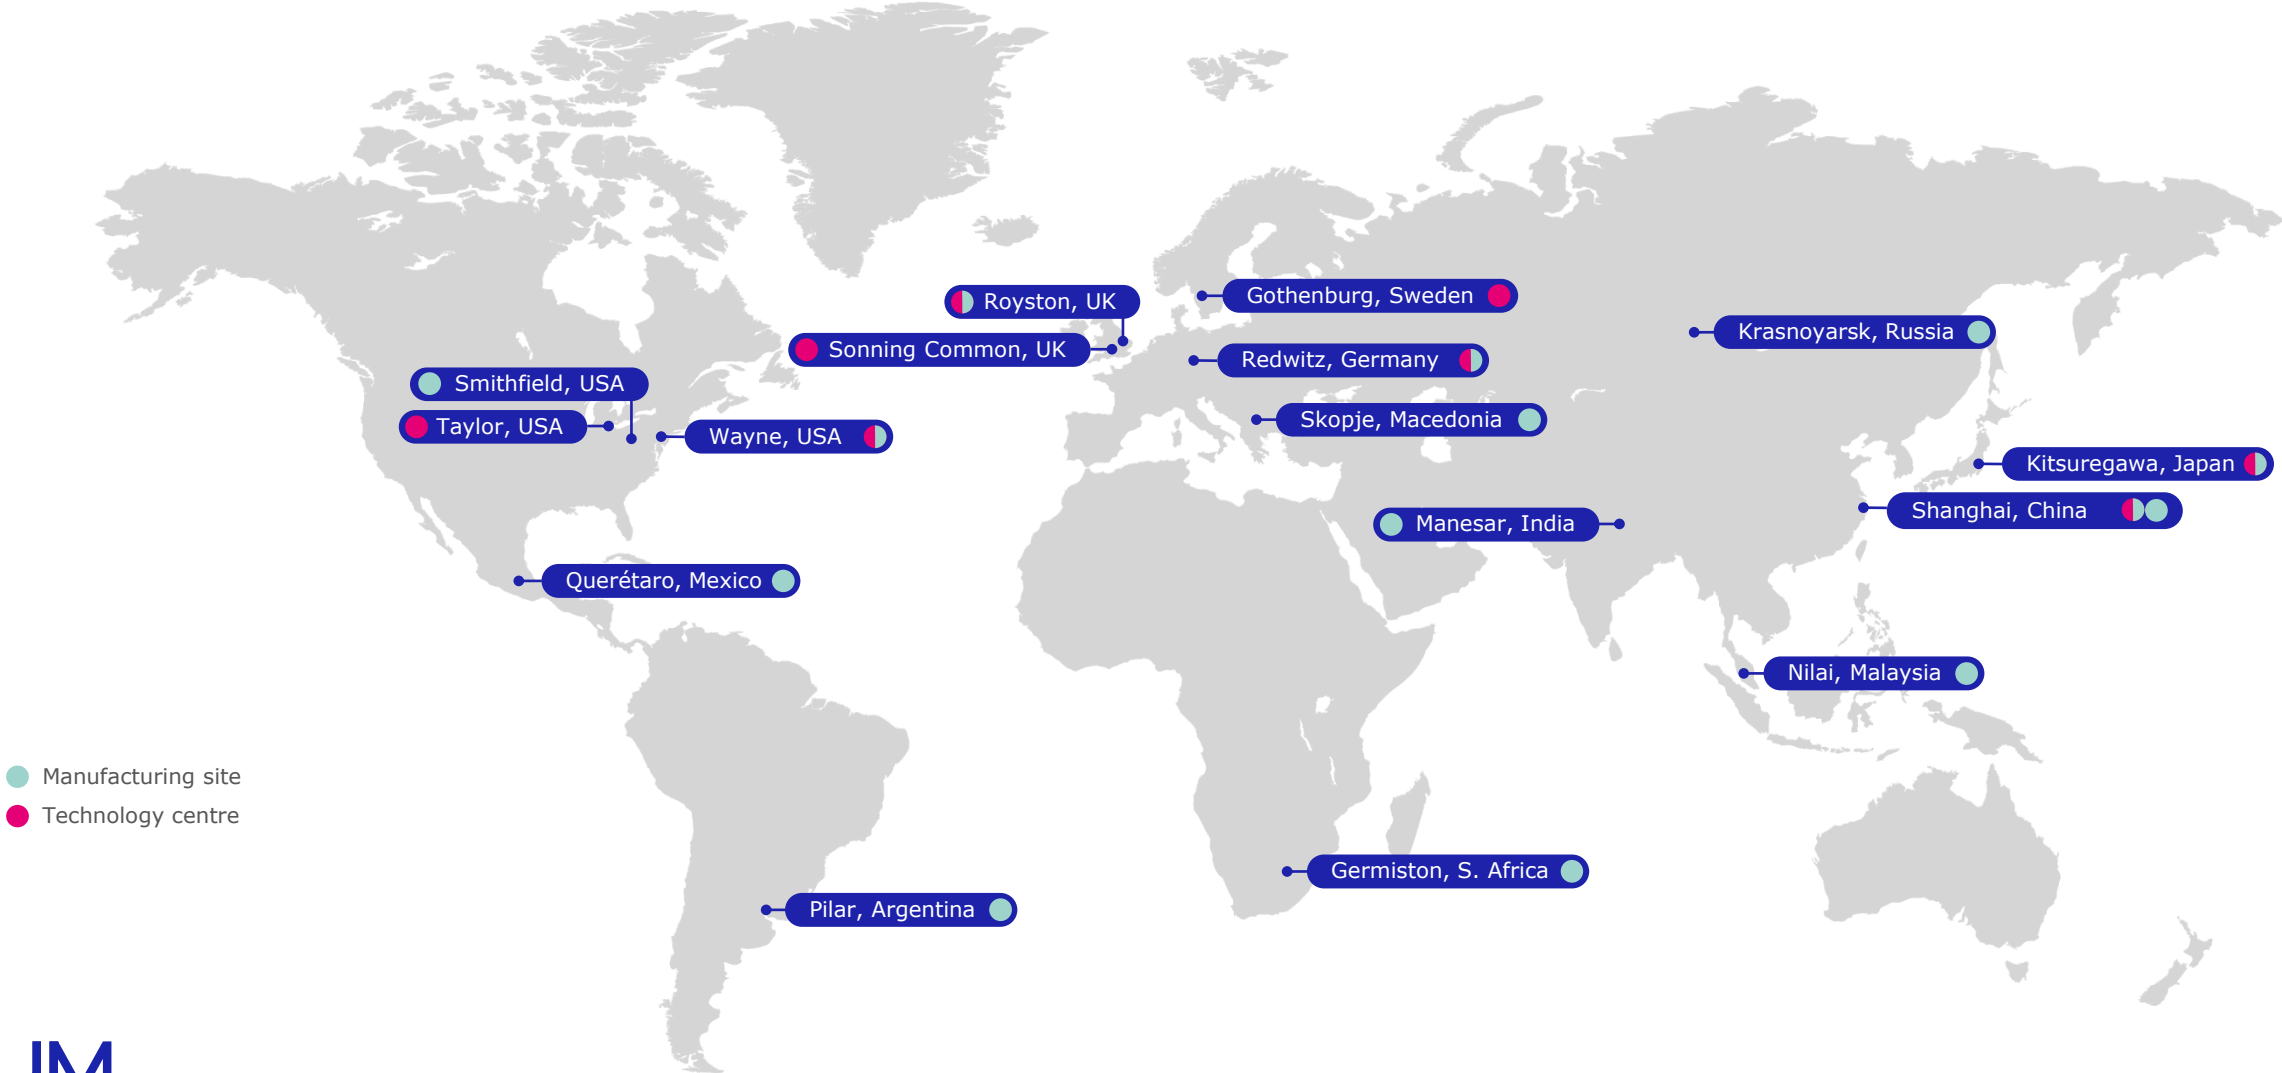 Royston, UK
Gothenburg, Sweden
Sonning Common, UK
Krasnoyarsk, Russia
Redwitz, Germany
Smithfield, USA
Taylor, USA
Wayne, USA
Skopje, Macedonia
Kitsuregawa, Japan
Shanghai, China
Manesar, India
Querétaro, Mexico
Nilai, Malaysia
Manufacturing site
Technology centre
Germiston, S. Africa
Pilar, Argentina
JM